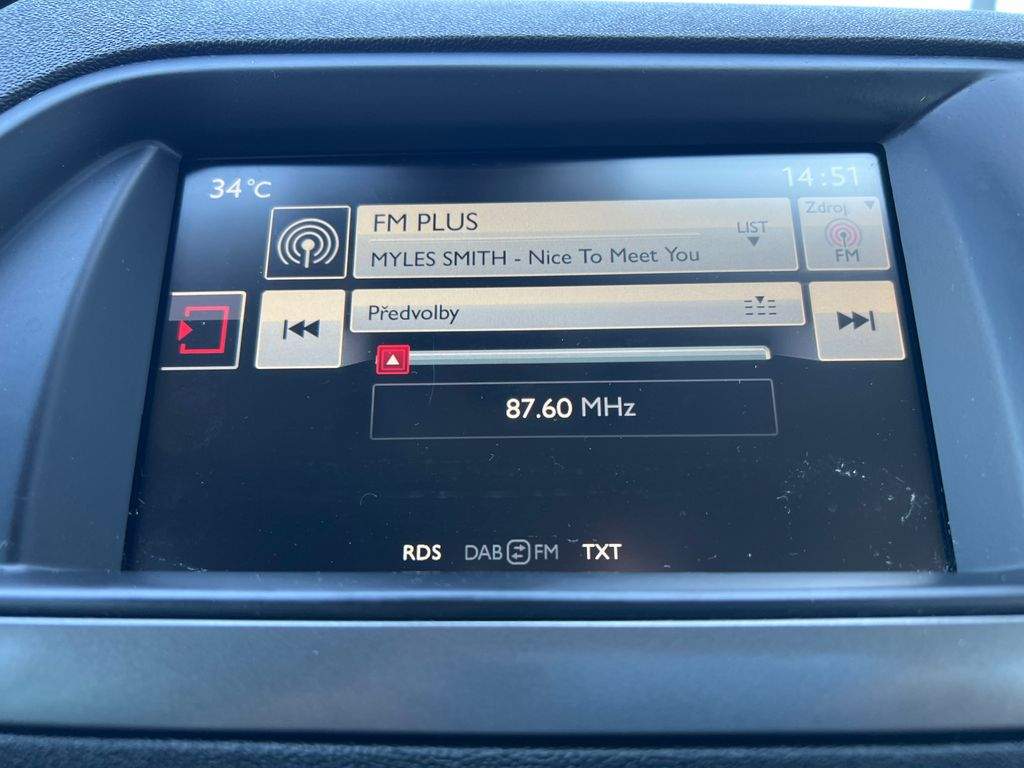 34°C
14:51
FM PLUS
LIST
Zdroj
MYLES SMITH - Nice To Meet You
FM
Předvolby
87.60 MHz
RDS DAB FM TXT